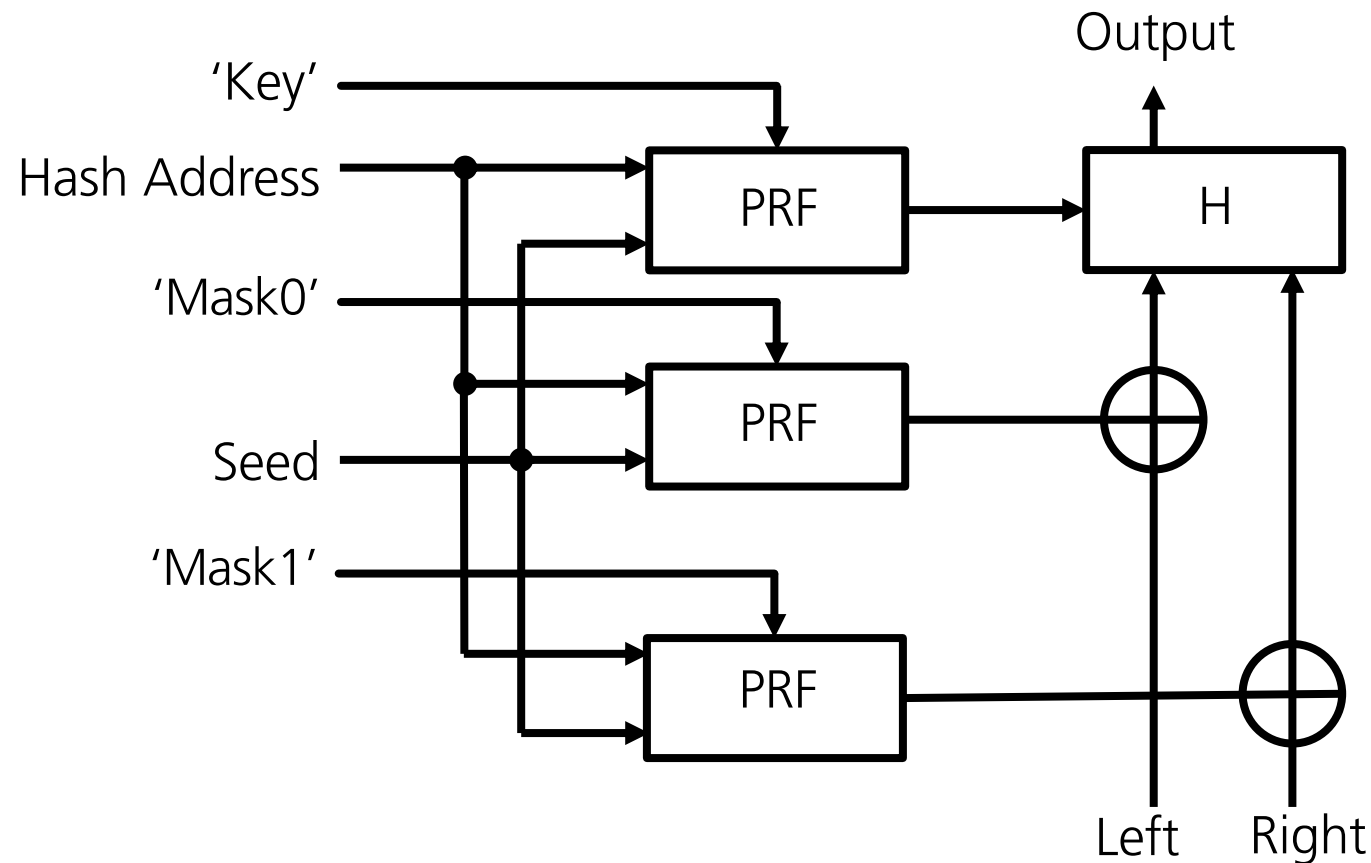 Output
‘Key’
Hash Address
PRF
H
‘Mask0’
PRF
Seed
‘Mask1’
PRF
Left
Right